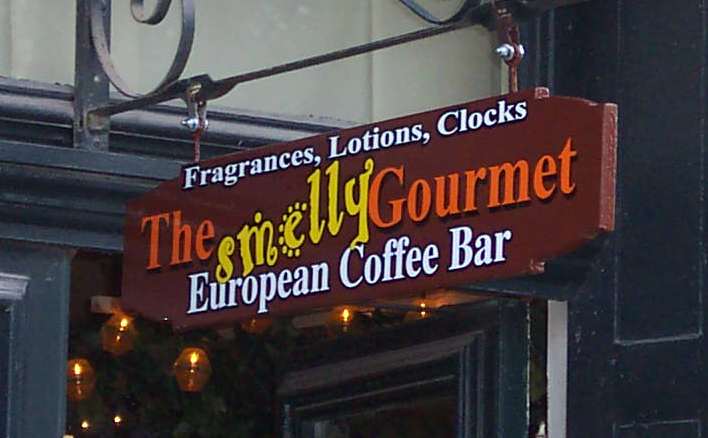 Fragrances, Lotions, Clocks
The smelly Gourmet
European Coffee Bar